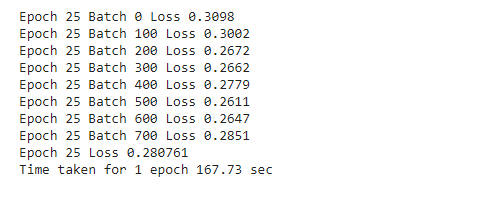 Epoch 25 Batch 0 Loss 0.3098
Epoch 25 Batch 100 Loss 0.3002
Epoch 25 Batch 200 Loss 0.2672
Epoch 25 Batch 300 Loss 0.2662
Epoch 25 Batch 400 Loss 0.2779
Epoch 25 Batch 500 Loss 0.2611
Epoch 25 Batch 600 Loss 0.2647
Epoch 25 Batch 700 Loss 0.2851
Epoch 25 Loss 0.280761
Time taken for 1 epoch 167.73 sec